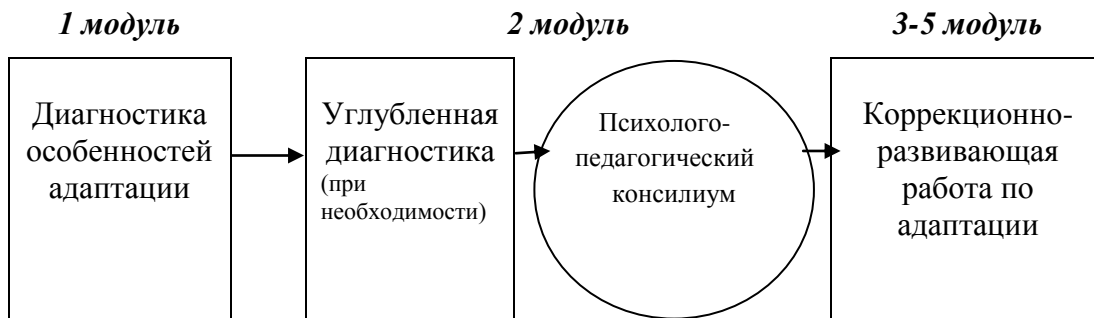 1 модуль
2 модуль
3-5 модуль
Диагностика
особенностей
адаптации
Углубленная
диагностика
(при
необходимости)
Психолого-
педагогический
консилиум
Коррекционно-
развивающая
работа по
адаптации